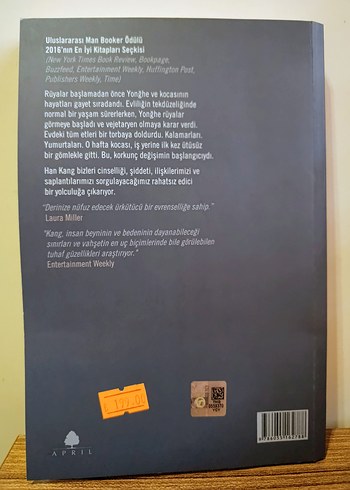 Uluslararası Man Booker Ödülü
2016'nın En İyi Kitapları Seçkisi
(New York Times Book Review, Bookpage,
Buzzfeed, Entertainment Weekly, Huffington Post,
Publishers Weekly, Time)
Rüyalar başlamadan önce Yonğhe ve kocasının
hayatları gayet sıradandı. Evliliğin tekdüzeliğinde
normal bir yaşam sürerlerken, Yonğhe rüyalar
görmeye başladı ve vejetaryen olmaya karar verdi.
Evdeki tüm etleri bir torbaya doldurdu. Kalamarları.
Yumurtaları. O hafta kocası, iş yerine ilk kez ütüsüz
bir gömlekle gitti. Bu, korkunç değişimin başlangıcıydı.
Han Kang bizleri cinselliği, şiddeti, ilişkilerimizi ve
saplantılarımızı sorgulayacağımız rahatsız edici
bir yolculuğa çıkarıyor.
"Derinize nüfuz edecek ürkütücü bir evrenselliğe sahip."
Laura Miller
"Kang, insan beyninin ve bedeninin dayanabileceği
sınırları ve vahşetin en uç biçimlerinde bile görülebilen
tuhaf güzellikleri araştırıyor."
Entertainment Weekly
APRIL